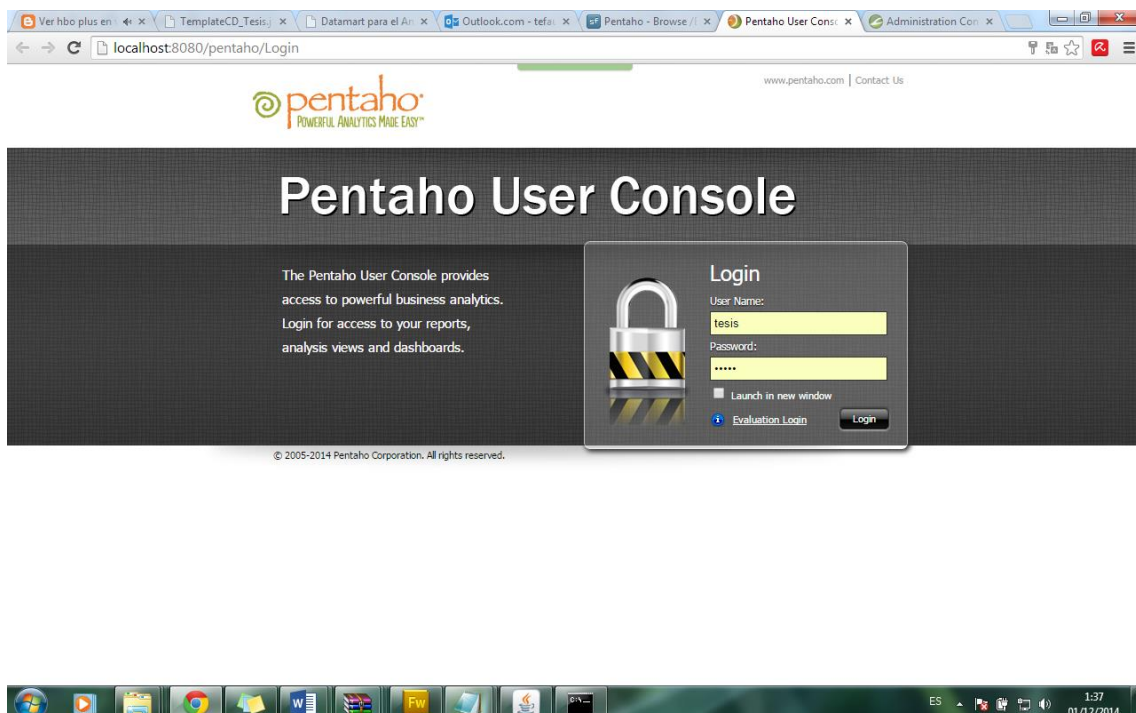 Ver hbo plus en
TemplateCD_Tesis.j
Datamart para el An
Outlook.com - tefa
Pentaho - Browse /
Pentaho User Conso
Administration Con
localhost:8080/pentaho/Login
pentaho
POWERFUL ANALYTICS MADE EASY™
www.pentaho.com | Contact Us
Pentaho User Console
The Pentaho User Console provides
access to powerful business analytics.
Login for access to your reports,
analysis views and dashboards.
Login
User Name:
tesis
Password:
•••••
Launch in new window
Evaluation Login
Login
© 2005-2014 Pentaho Corporation. All rights reserved.
W
Fw
C:\_
ES
1:37
01/12/2014